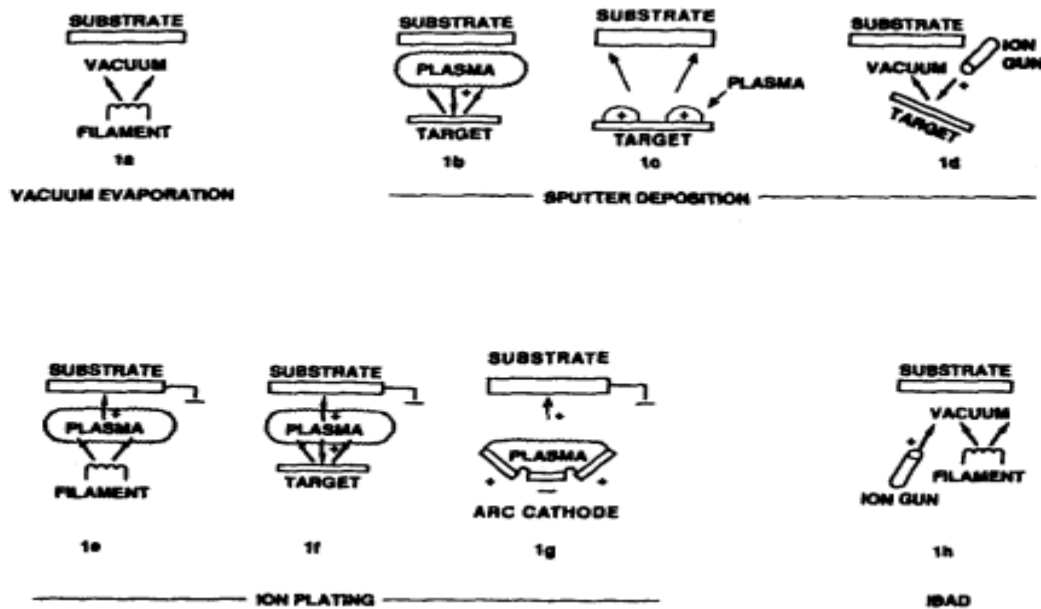 SUBSTRATE
VACUUM
FILAMENT
1a
VACUUM EVAPORATION
SUBSTRATE
PLASMA
+
TARGET
1b
SUBSTRATE
PLASMA
+ +
TARGET
1c
SUBSTRATE
ION
GUN
VACUUM
+
TARGET
1d
SPUTTER DEPOSITION
SUBSTRATE
+
PLASMA
FILAMENT
1e
SUBSTRATE
+
PLASMA
+
TARGET
1f
SUBSTRATE
+
PLASMA
+ − +
ARC CATHODE
1g
ION PLATING
SUBSTRATE
VACUUM
+
FILAMENT
ION GUN
1h
IBAD